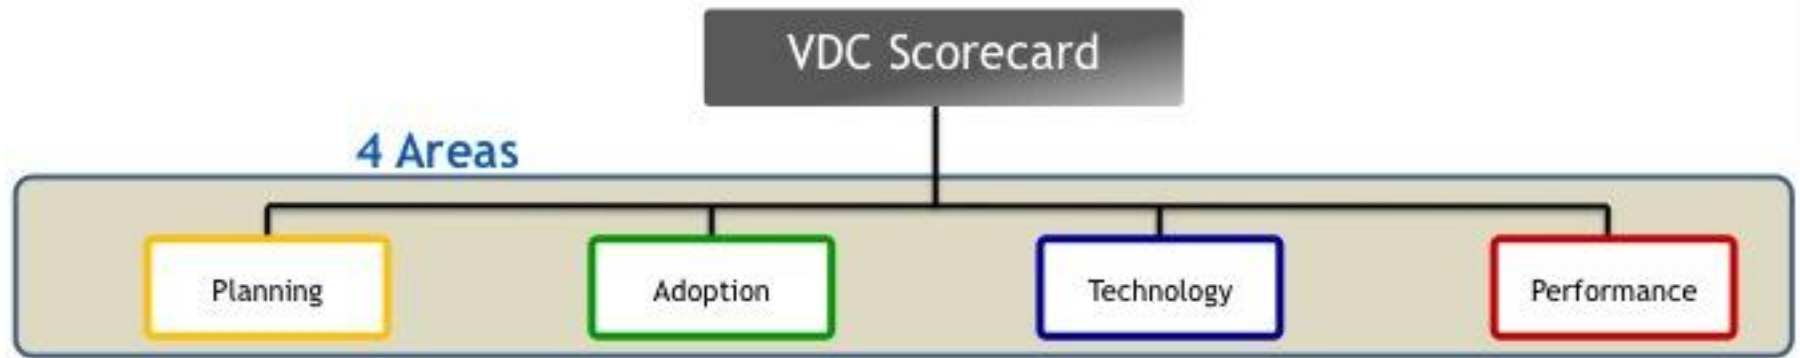 VDC Scorecard
4 Areas
Planning
Adoption
Technology
Performance